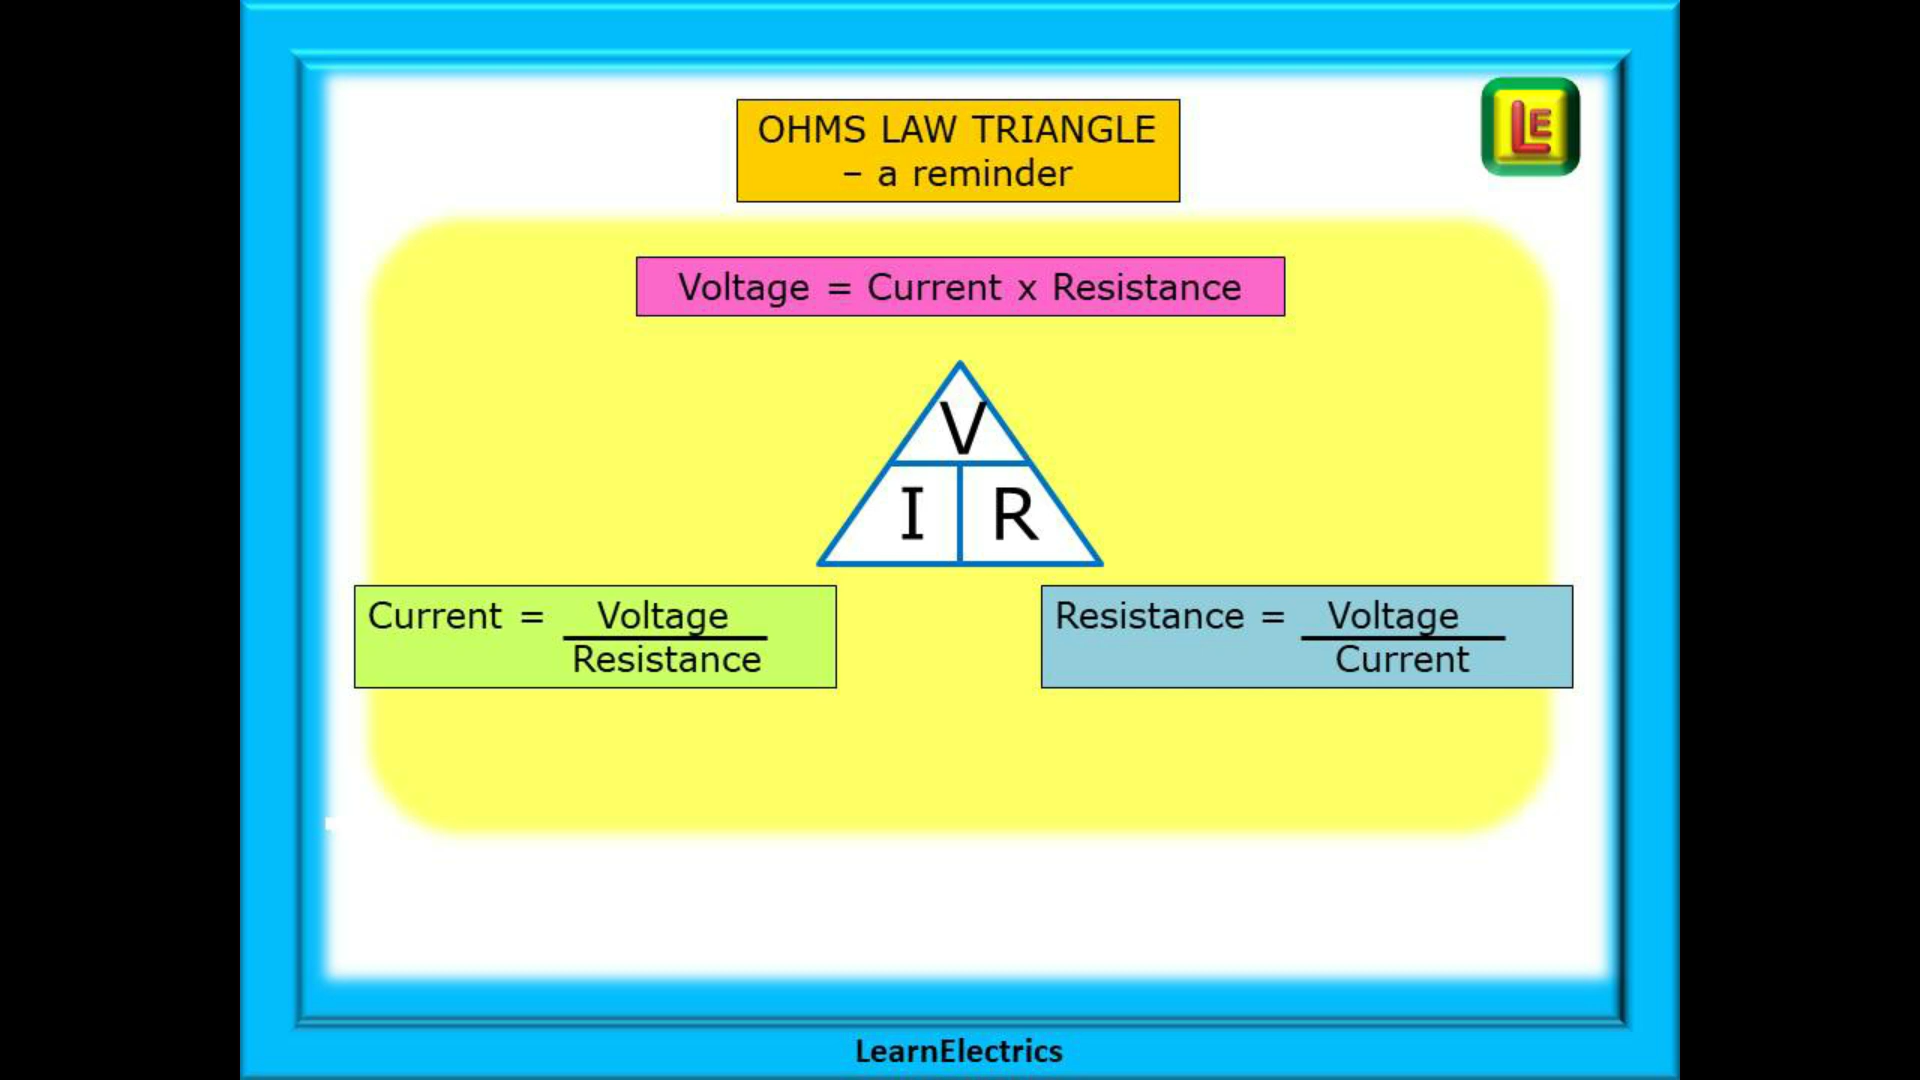 OHMS LAW TRIANGLE
– a reminder
LE
Voltage = Current x Resistance
V
I R
Current = Voltage
Resistance
Resistance = Voltage
Current
LearnElectrics